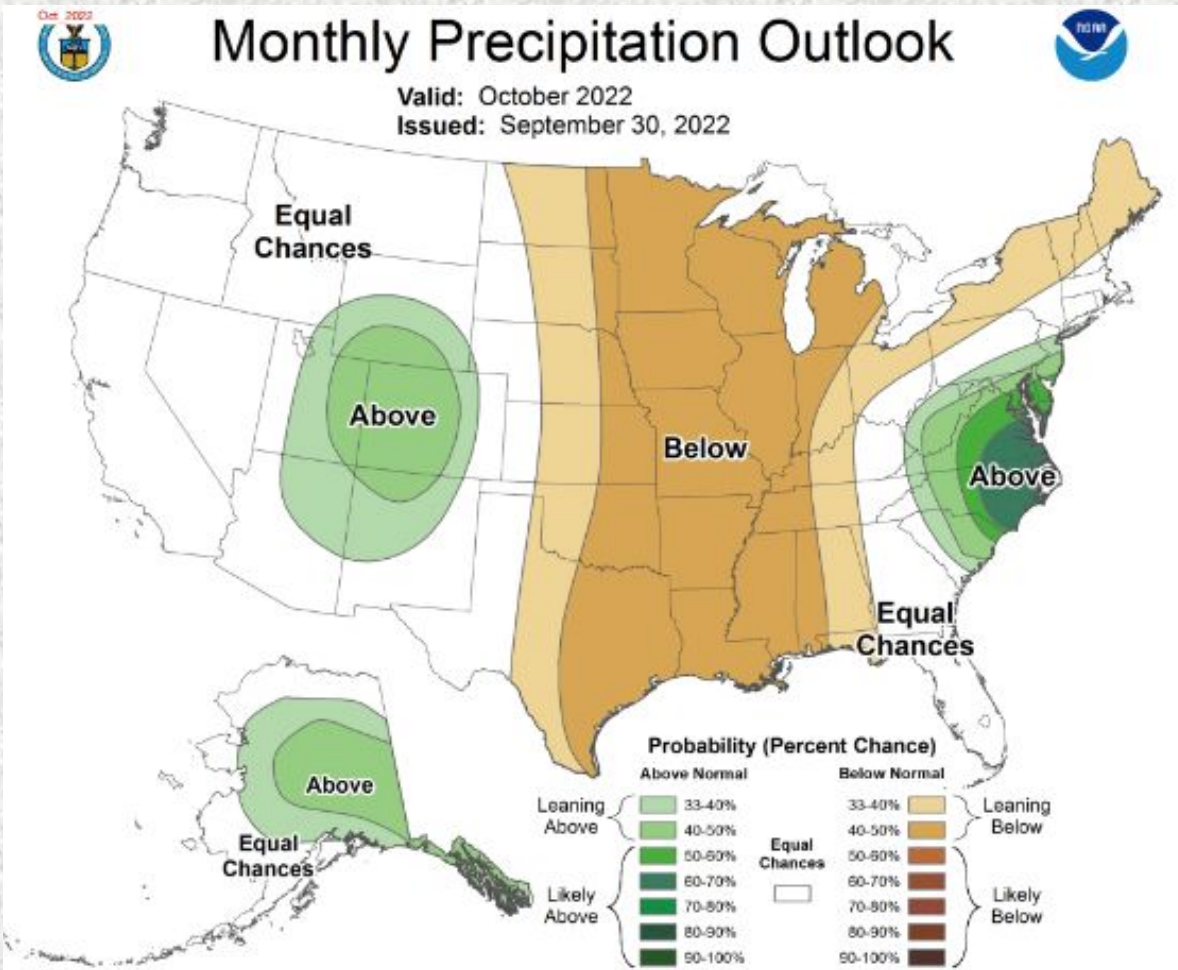 Oct 2022
Monthly Precipitation Outlook
NOAA
Valid: October 2022
Issued: September 30, 2022
Equal
Chances
Above
Below
Above
Equal
Chances
Above
Equal
Chances
Probability (Percent Chance)
Above Normal
Below Normal
Leaning
Above
33-40%
40-50%
Likely
Above
50-60%
60-70%
70-80%
80-90%
90-100%
Equal
Chances
33-40%
40-50%
Leaning
Below
50-60%
60-70%
70-80%
80-90%
90-100%
Likely
Below